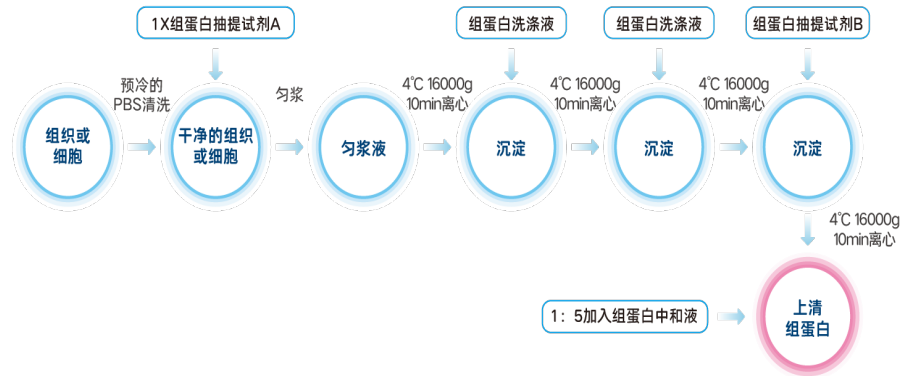 1X组蛋白抽提试剂A
组蛋白洗涤液
组蛋白洗涤液
组蛋白抽提试剂B
组织或
细胞
预冷的
PBS清洗
干净的组织
或细胞
匀浆
匀浆液
4℃ 16000g
10min离心
沉淀
4℃ 16000g
10min离心
沉淀
4℃ 16000g
10min离心
沉淀
4℃ 16000g
10min离心
1：5加入组蛋白中和液
上清
组蛋白